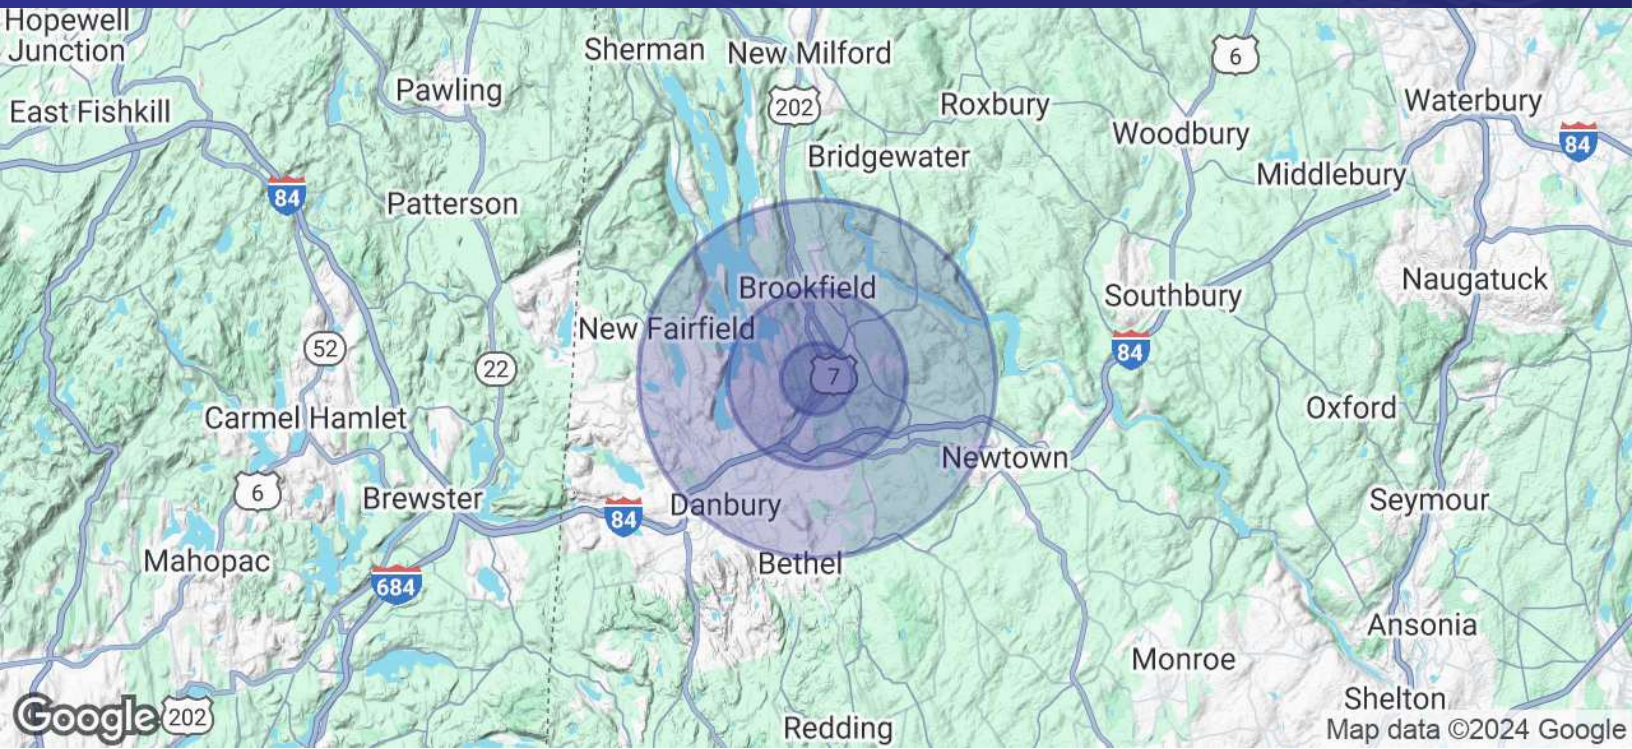 Hopewell
Junction
Sherman
New Milford
6
Pawling
202
Roxbury
Waterbury
East Fishkill
Woodbury
84
Bridgewater
Middlebury
84
Patterson
Brookfield
Southbury
Naugatuck
New Fairfield
52
84
22
7
Carmel Hamlet
Oxford
Newtown
6
Brewster
Danbury
Seymour
84
Mahopac
Bethel
684
Ansonia
Monroe
Shelton
Google
202
Redding
Map data ©2024 Google